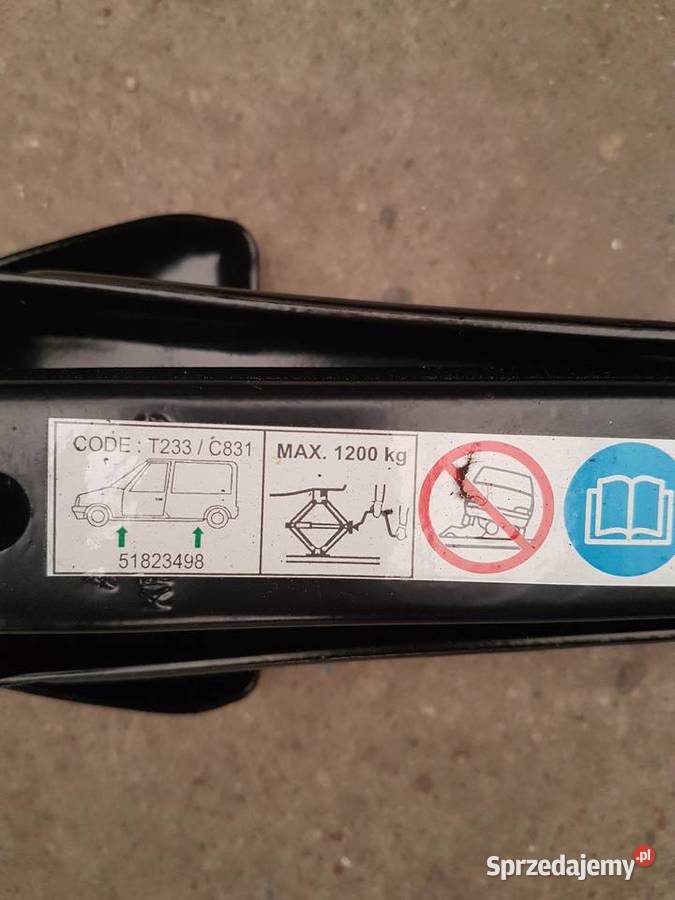 CODE : T233 / C831
MAX. 1200 kg
51823498
Sprzedajemy.pl